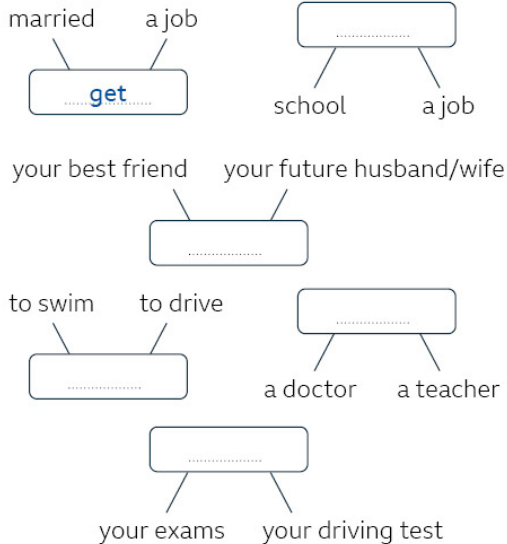 married a job
get
school a job
your best friend your future husband/wife
to swim to drive
a doctor a teacher
your exams your driving test